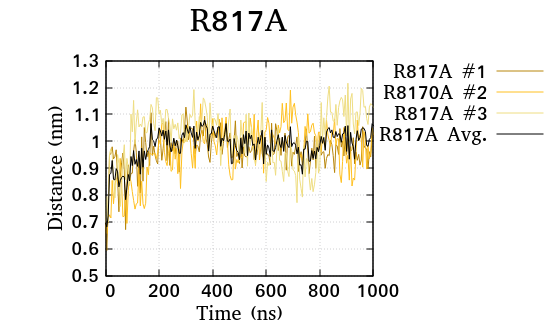 R817A
Distance (nm)
1.3
1.2
1.1
1
0.9
0.8
0.7
0.6
0.5
0 200 400 600 800 1000
Time (ns)
R817A #1
R8170A #2
R817A #3
R817A Avg.